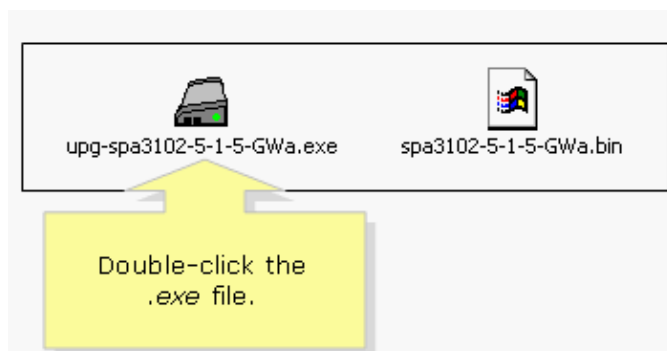 upg-spa3102-5-1-5-GWa.exe spa3102-5-1-5-GWa.bin
Double-click the
.exe file.